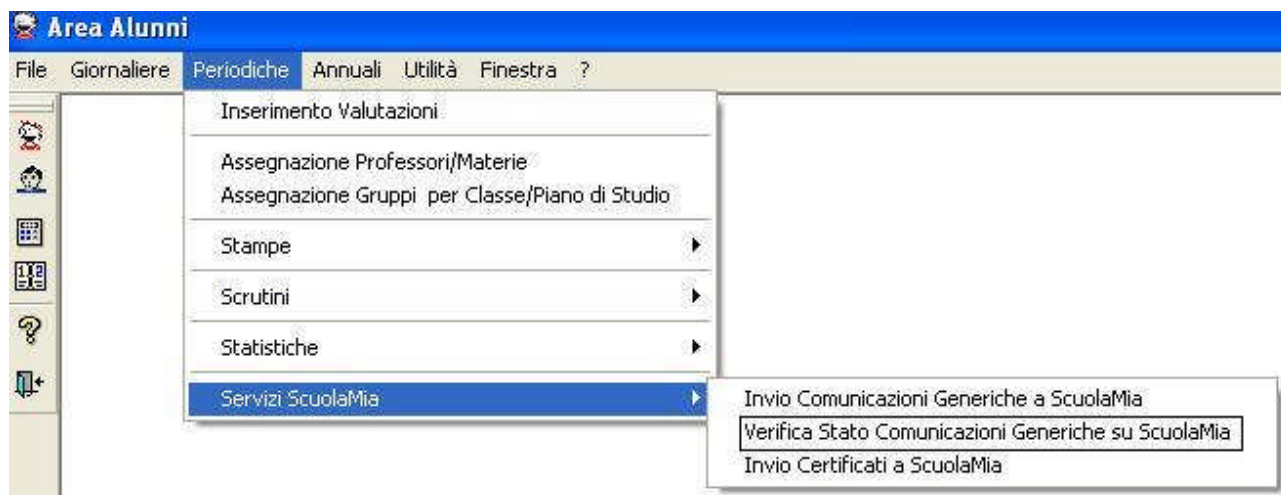 Area Alunni
File Giornaliere Periodiche Annuali Utilità Finestra ?
Inserimento Valutazioni
Assegnazione Professori/Materie
Assegnazione Gruppi per Classe/Piano di Studio
Stampe
Scrutini
Statistiche
Servizi ScuolaMia
Invio Comunicazioni Generiche a ScuolaMia
Verifica Stato Comunicazioni Generiche su ScuolaMia
Invio Certificati a ScuolaMia